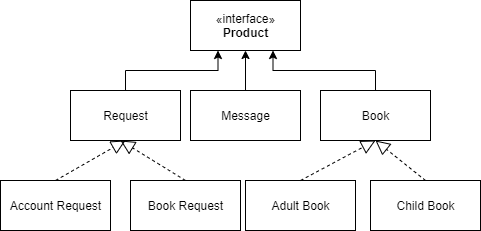 «interface»
Product
Request
Message
Book
Account Request
Book Request
Adult Book
Child Book